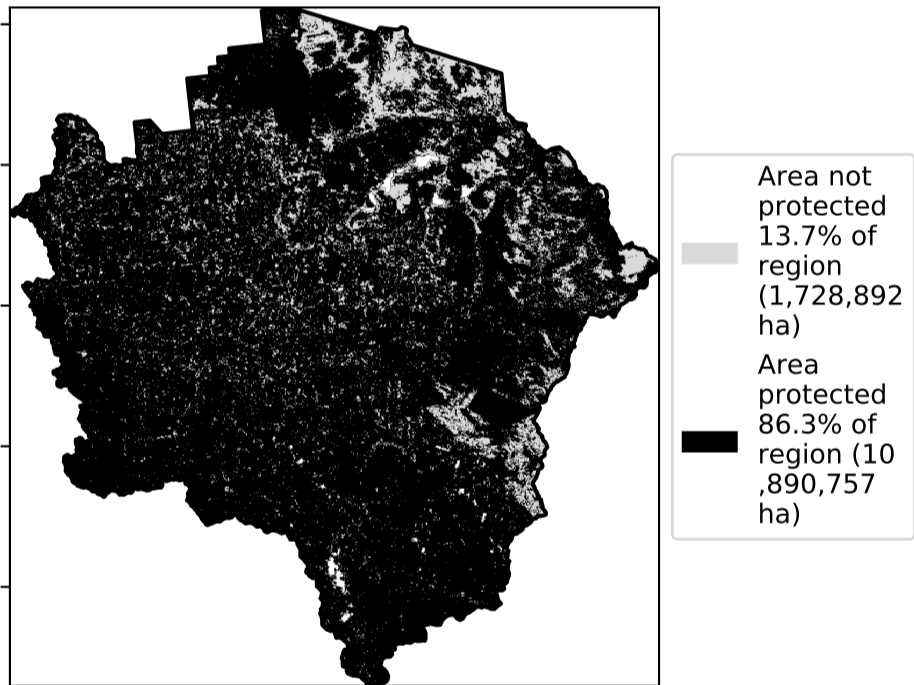 Area not
protected
13.7% of
region
(1,728,892
ha)
Area
protected
86.3% of
region (10
,890,757
ha)